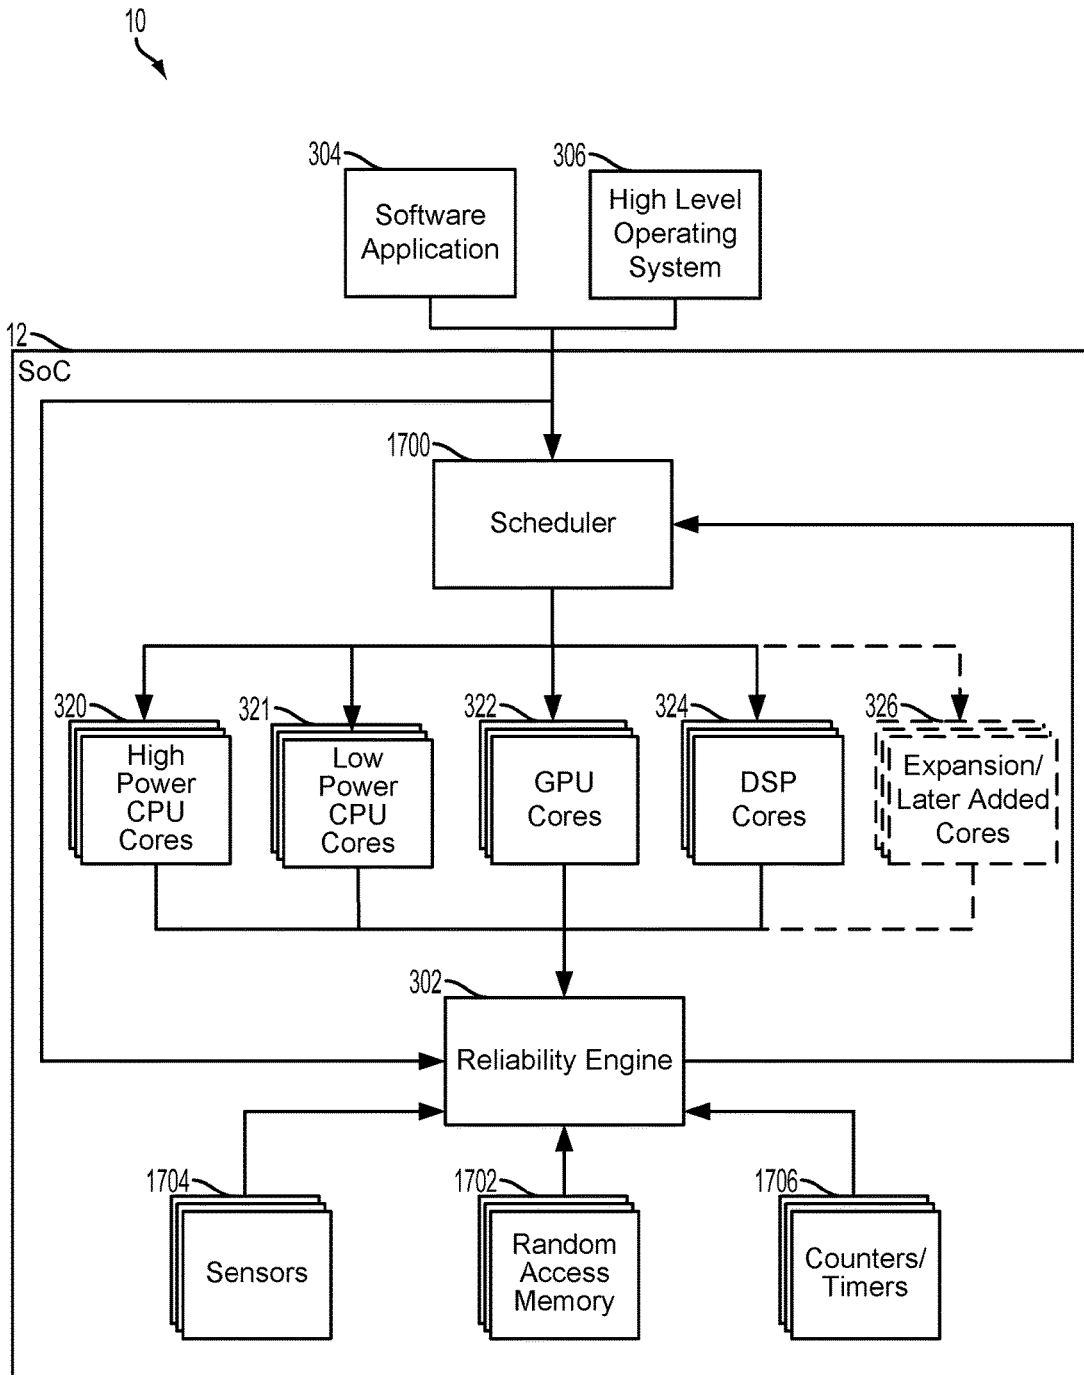 10
304
Software
Application
306
High Level
Operating
System
12
SoC
1700
Scheduler
320
High
Power
CPU
Cores
321
Low
Power
CPU
Cores
322
GPU
Cores
324
DSP
Cores
326
Expansion/
Later Added
Cores
302
Reliability Engine
1704
Sensors
1702
Random
Access
Memory
1706
Counters/
Timers